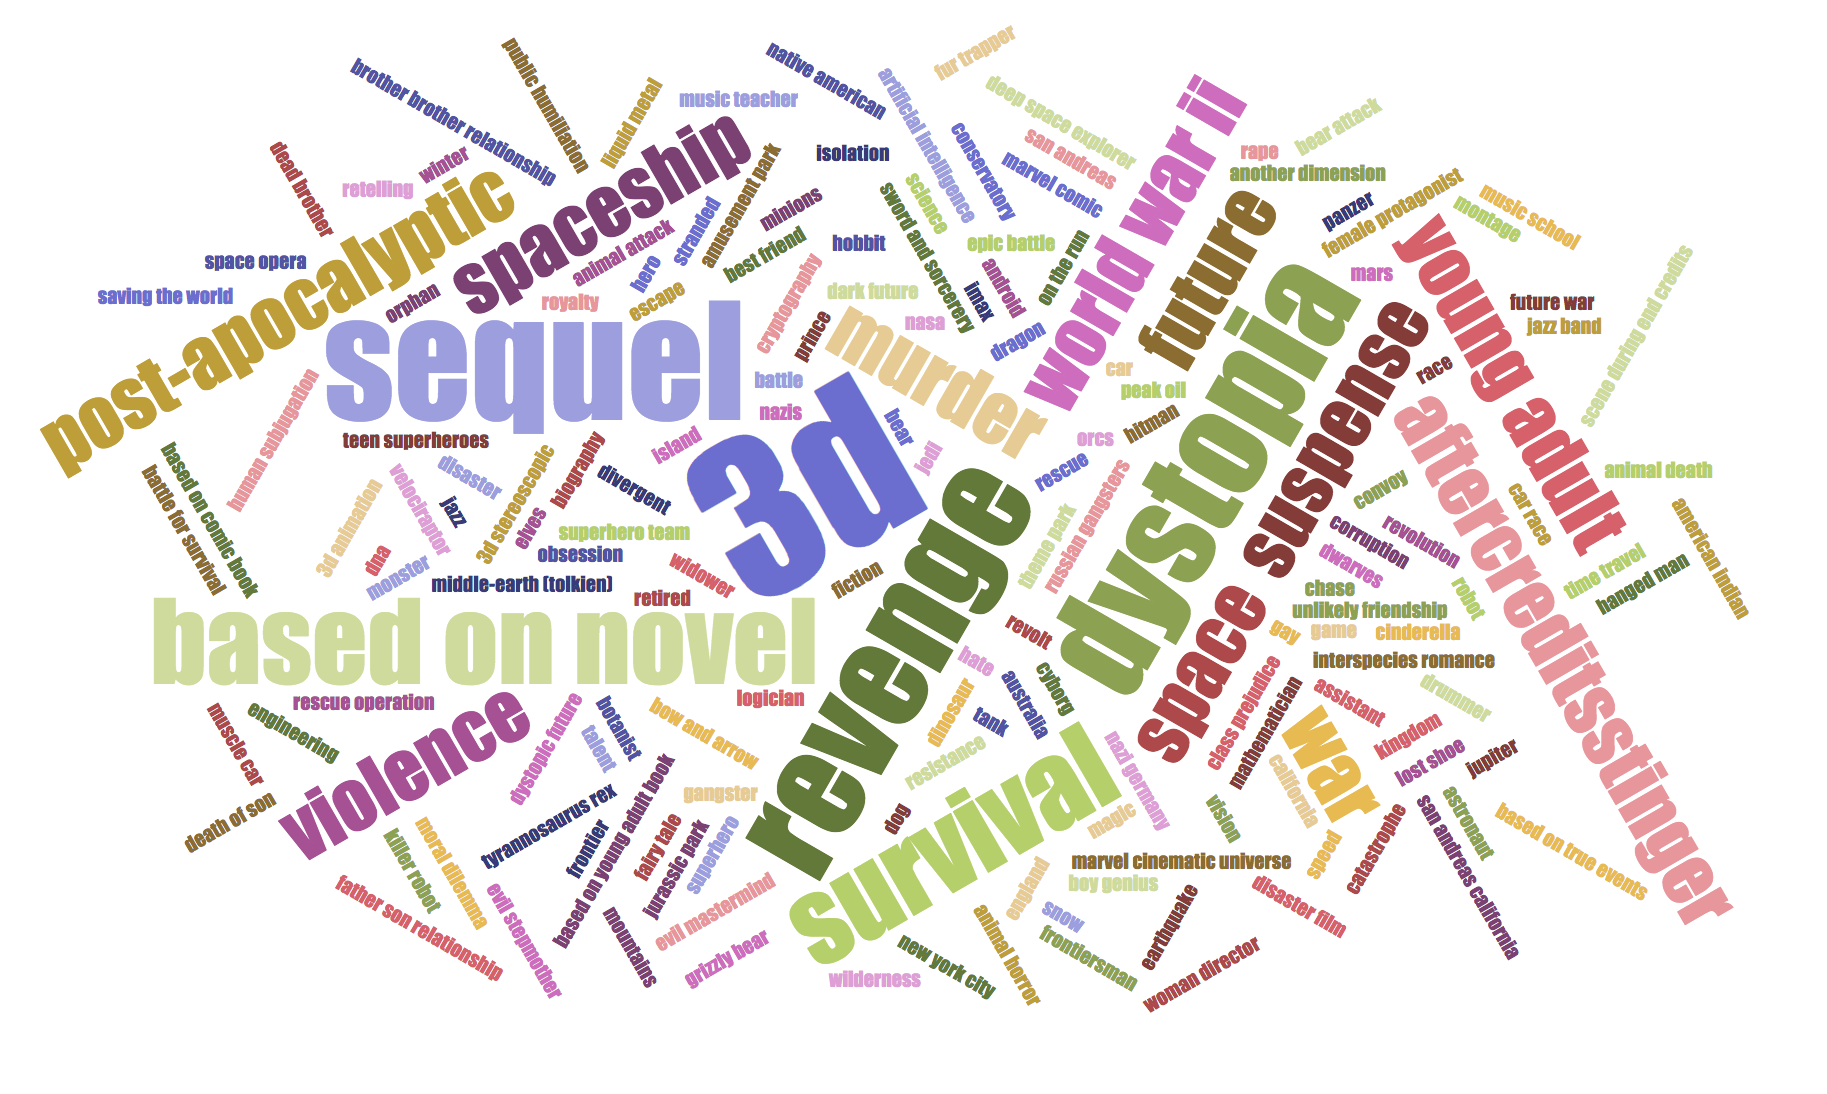 fur trapper
public humiliation
native american
brother brother relationship
artificial inteligence
deep space explorer
liquid metal
music teacher
world war ii
bear attack
conservatory
san andreas
marvel comic
rape
dead brother
winter
retelling
spaceship
amusement park
isolation
another dimension
post-apocalyptic
stranded
minions
science
sword and sorcerery
future
panzer
female protagonist
music school
montage
space opera
animal attack
best friend
hobbit
epic battle
on the run
young adult
saving the world
orphan
royalty
hero
escape
cryptography
dark future
imax
android
dystopia
mars
future war
jazz band
scene during end credits
sequel
prince
murder
nasa
dragon
suspense
car
race
peak oil
battle
nazis
human subjugation
teen superheroes
island
3d
bear
jedi
orcs
hitman
rescue
aftercreditsstinger
based on comic book
battle for survival
velociraptor
disaster
jazz
3d stereoscopic
biography
divergent
convoy
car race
animal death
american indian
3d animation
elves
superhero team
obsession
revenge
theme park
russian gangsters
corruption
revolution
dna
monster
middle-earth (tolkien)
widower
retired
fiction
dwarves
robot
time travel
hanged man
chase
unlikely friendship
based on novel
revolt
space
gay
game
cinderella
hate
interspecies romance
rescue operation
logician
cyborg
australia
class prejudice
mathematician
assistant
drummer
muscle car
engineering
violence
dystopic future
botanist
talent
bow and arrow
dinosaur
tank
war
kingdom
lost shoe
jupiter
resistance
survival
nazi germany
california
death of son
tyrannosaurus rex
based on young adult book
gangster
dog
magic
vision
astronaut
san andreas california
based on true events
killer robot
moral dilemma
frontier
fairy tale
jurassic park
superhero
speed
catastrophe
marvel cinematic universe
boy genius
father son relationship
evil stepmother
mountains
evil mastermind
england
snow
earthquake
disaster film
grizzly bear
wilderness
new york city
animal horror
frontiersman
woman director